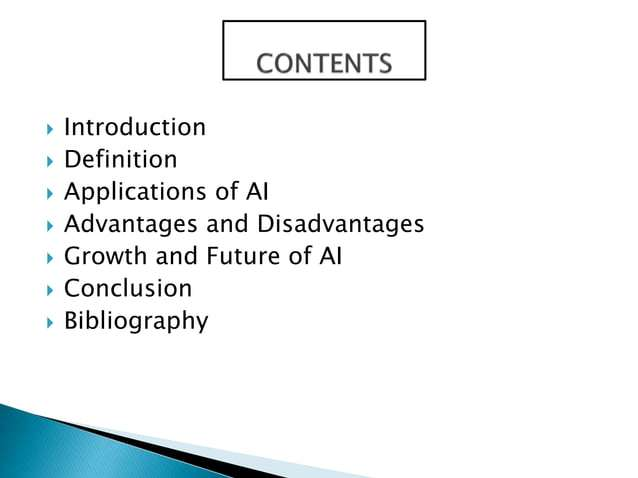 CONTENTS
Introduction
Definition
Applications of AI
Advantages and Disadvantages
Growth and Future of AI
Conclusion
Bibliography